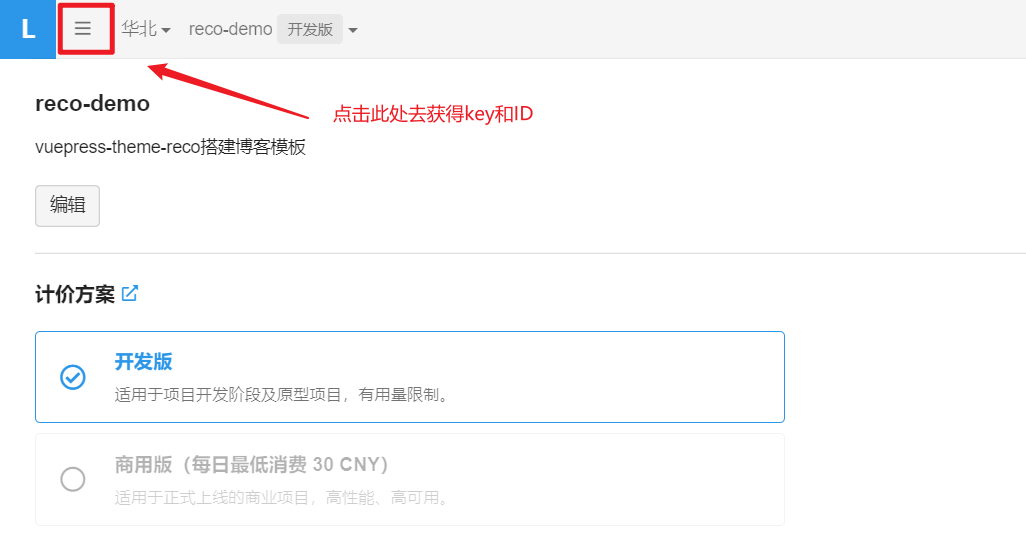 L
华北
reco-demo
开发版
reco-demo
点击此处去获得key和ID
vuepress-theme-reco搭建博客模板
编辑
计价方案
开发版
适用于项目开发阶段及原型项目，有用量限制。
商用版（每日最低消费 30 CNY）
适用于正式上线的商业项目，高性能、高可用。